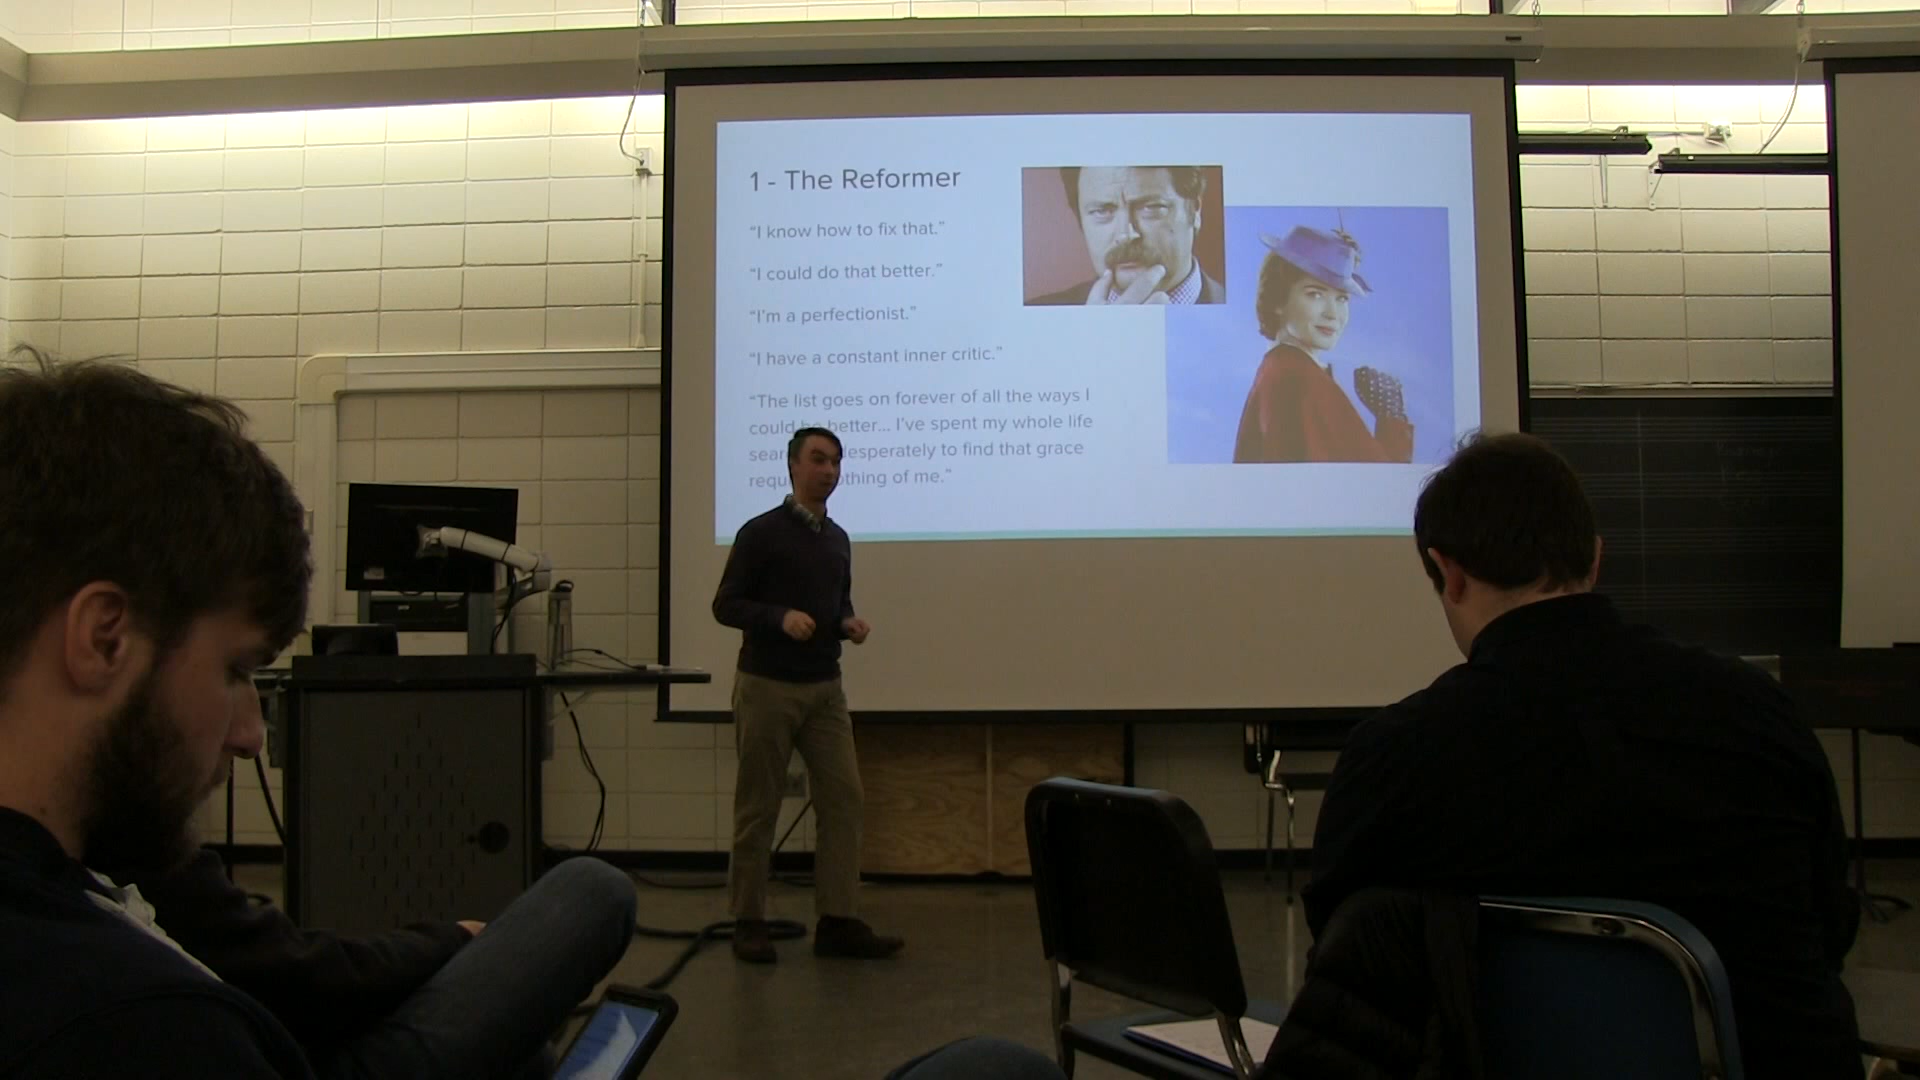 1 - The Reformer
“I know how to fix that.”
“I could do that better.”
“I’m a perfectionist.”
“I have a constant inner critic.”
“The list goes on forever of all the ways I
could be better... I’ve spent my whole life
desperately to find that grace
of me.”